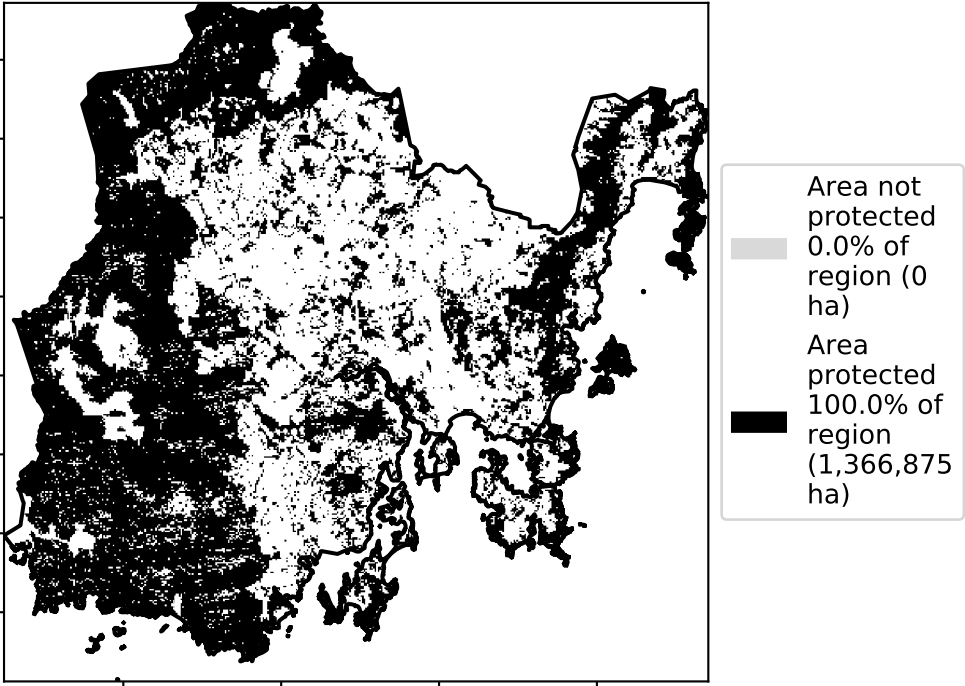 Area not
protected
0.0% of
region (0
ha)
Area
protected
100.0% of
region
(1,366,875
ha)